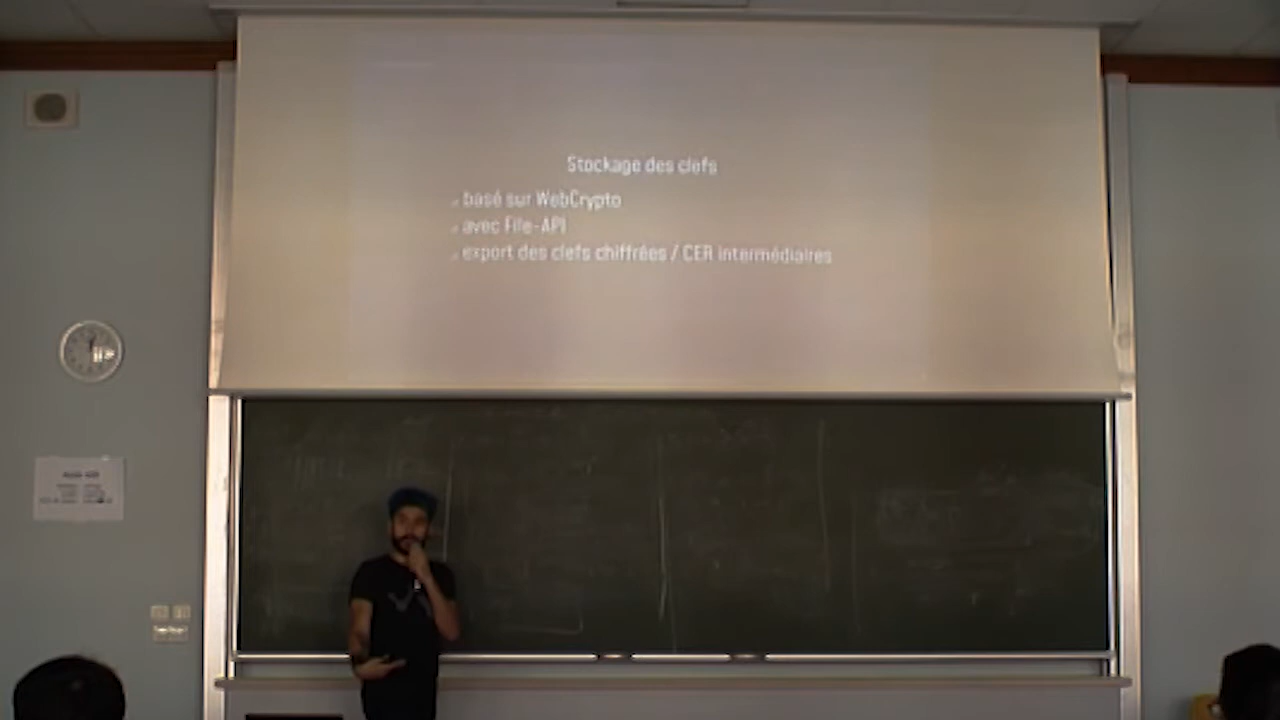 Stockage des clefs
basé sur WebCrypto
avec File-API
export des clefs chiffrées / CER intermédiaires